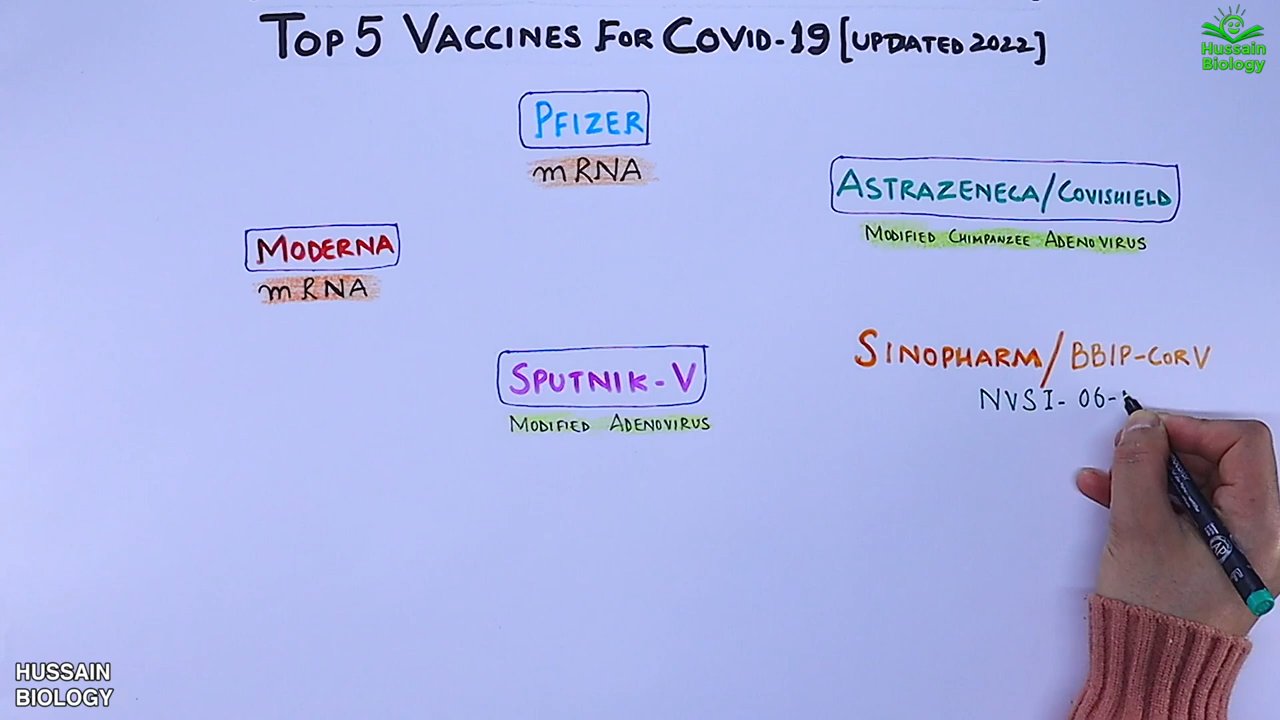 TOP 5 VACCINES FOR COVID-19 [UPDATED 2022]
Hussain
Biology
PFIZER
mRNA
ASTRAZENECA/COVISHIELD
MODIFIED CHIMPANZEE ADENOVIRUS
MODERNA
mRNA
SINOPHARM/BBIP-CORV
NVSI-06-
SPUTNIK-V
MODIFIED ADENOVIRUS
HUSSAIN
BIOLOGY